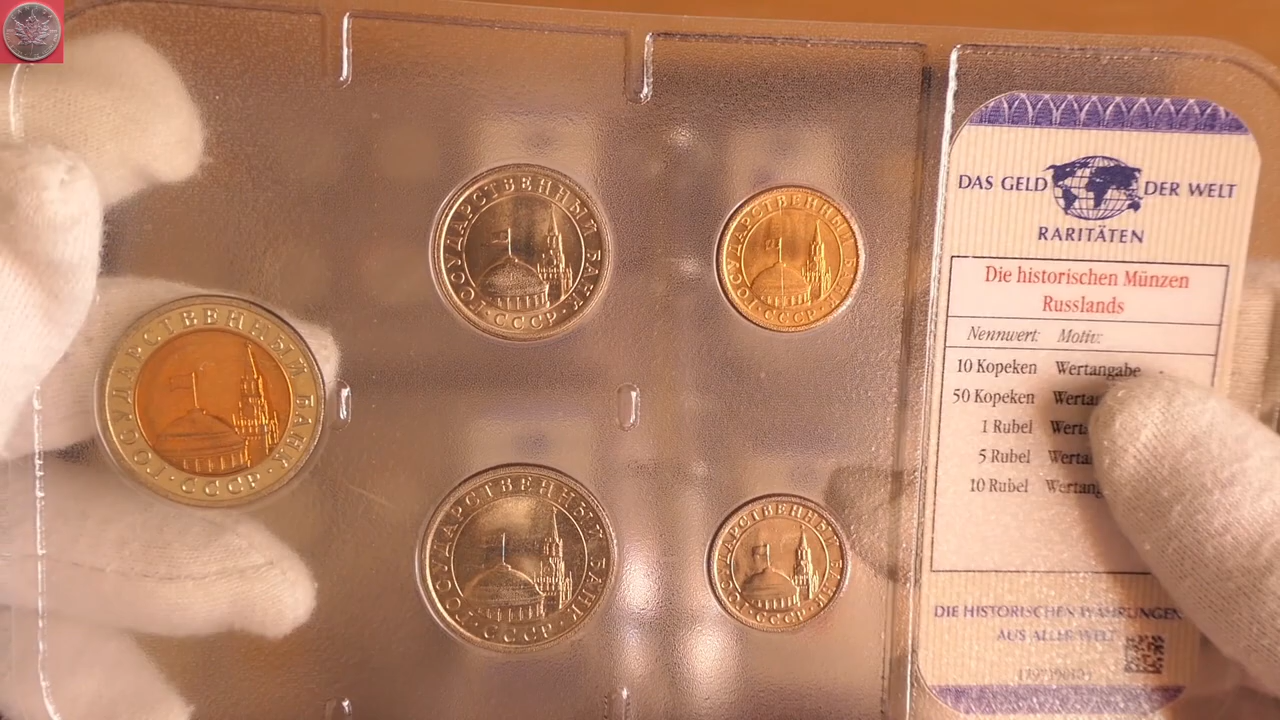 ГОСУДАРСТВЕННЫЙ БАНК · СССР ·
ГОСУДАРСТВЕННЫЙ БАНК · СССР ·
ГОСУДАРСТВЕННЫЙ БАНК · СССР ·
ГОСУДАРСТВЕННЫЙ БАНК · СССР ·
ГОСУДАРСТВЕННЫЙ БАНК · СССР ·
DAS GELD DER WELT
RARITÄTEN
Die historischen Münzen
Russlands
Nennwert: Motiv:
10 Kopeken Wertangabe
50 Kopeken
1 Rubel
5 Rubel
10 Rubel
DIE HISTORISCHEN WÄHRUNGEN
AUS ALLER WELT